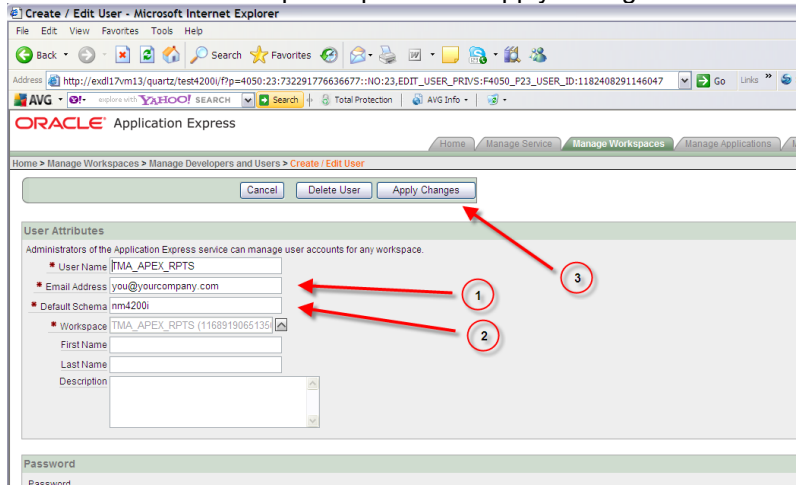 Create / Edit User - Microsoft Internet Explorer
File Edit View Favorites Tools Help
Back Search Favorites
Address http://exdl17vm13/quartz/test4200i/f?p=4050:23:732291776636677::NO:23,EDIT_USER_PRIVS:F4050_P23_USER_ID:1182408291146047 Go Links »
AVG explore with YAHOO! SEARCH Search Total Protection AVG Info
ORACLE Application Express
Home Manage Service Manage Workspaces Manage Applications
Home > Manage Workspaces > Manage Developers and Users > Create / Edit User
Cancel Delete User Apply Changes
User Attributes
Administrators of the Application Express service can manage user accounts for any workspace.
* User Name TMA_APEX_RPTS
* Email Address you@yourcompany.com
* Default Schema nm4200i
* Workspace TMA_APEX_RPTS
First Name
Last Name
Description
1
2
3
Password